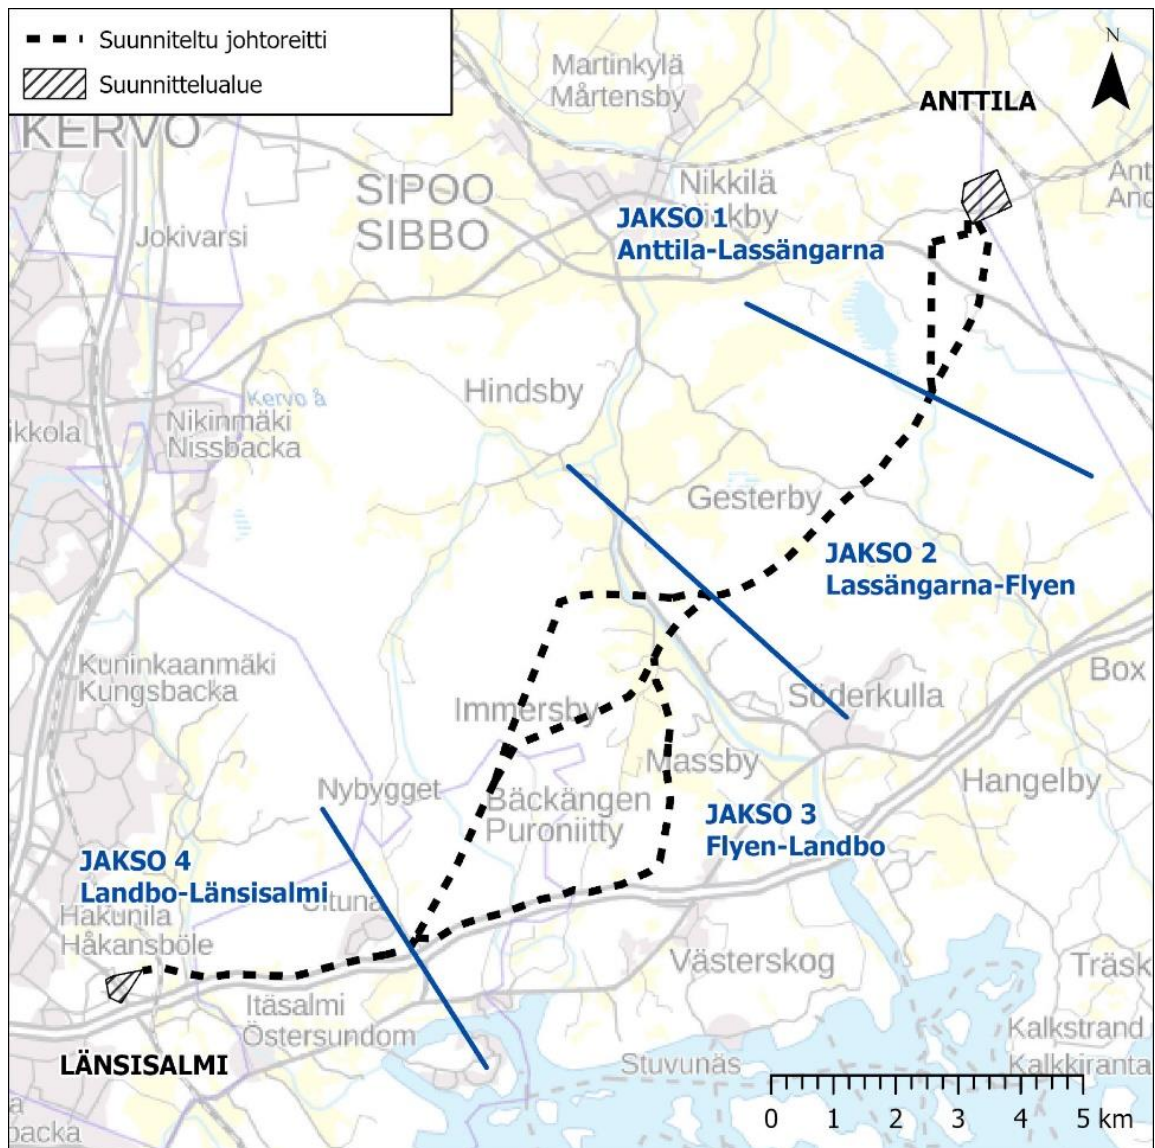 Suunniteltu johtoreitti
Suunnittelualue
KERVO
Martinkylä
Mårtensby
ANTTILA
N
SIPOO
SIBBO
Nikkilä
JAKSO 1
Anttila-Lassängarna
Jokivarsi
Hindsby
Kervo å
Nikinmäki
Nissbacka
Gesterby
JAKSO 2
Lassängarna-Flyen
Kuninkaanmäki
Kungsbacka
Box
Söderkulla
Immersby
Massby
Hangelby
Nybygget
Bäckängen
Puroniitty
JAKSO 3
Flyen-Landbo
JAKSO 4
Landbo-Länsisalmi
Hakunila
Håkansböle
Västerskog
Itäsalmi
Östersundom
LÄNSISALMI
Stuvunäs
Kalkstrand
Kalkkiranta
0 1 2 3 4 5 km